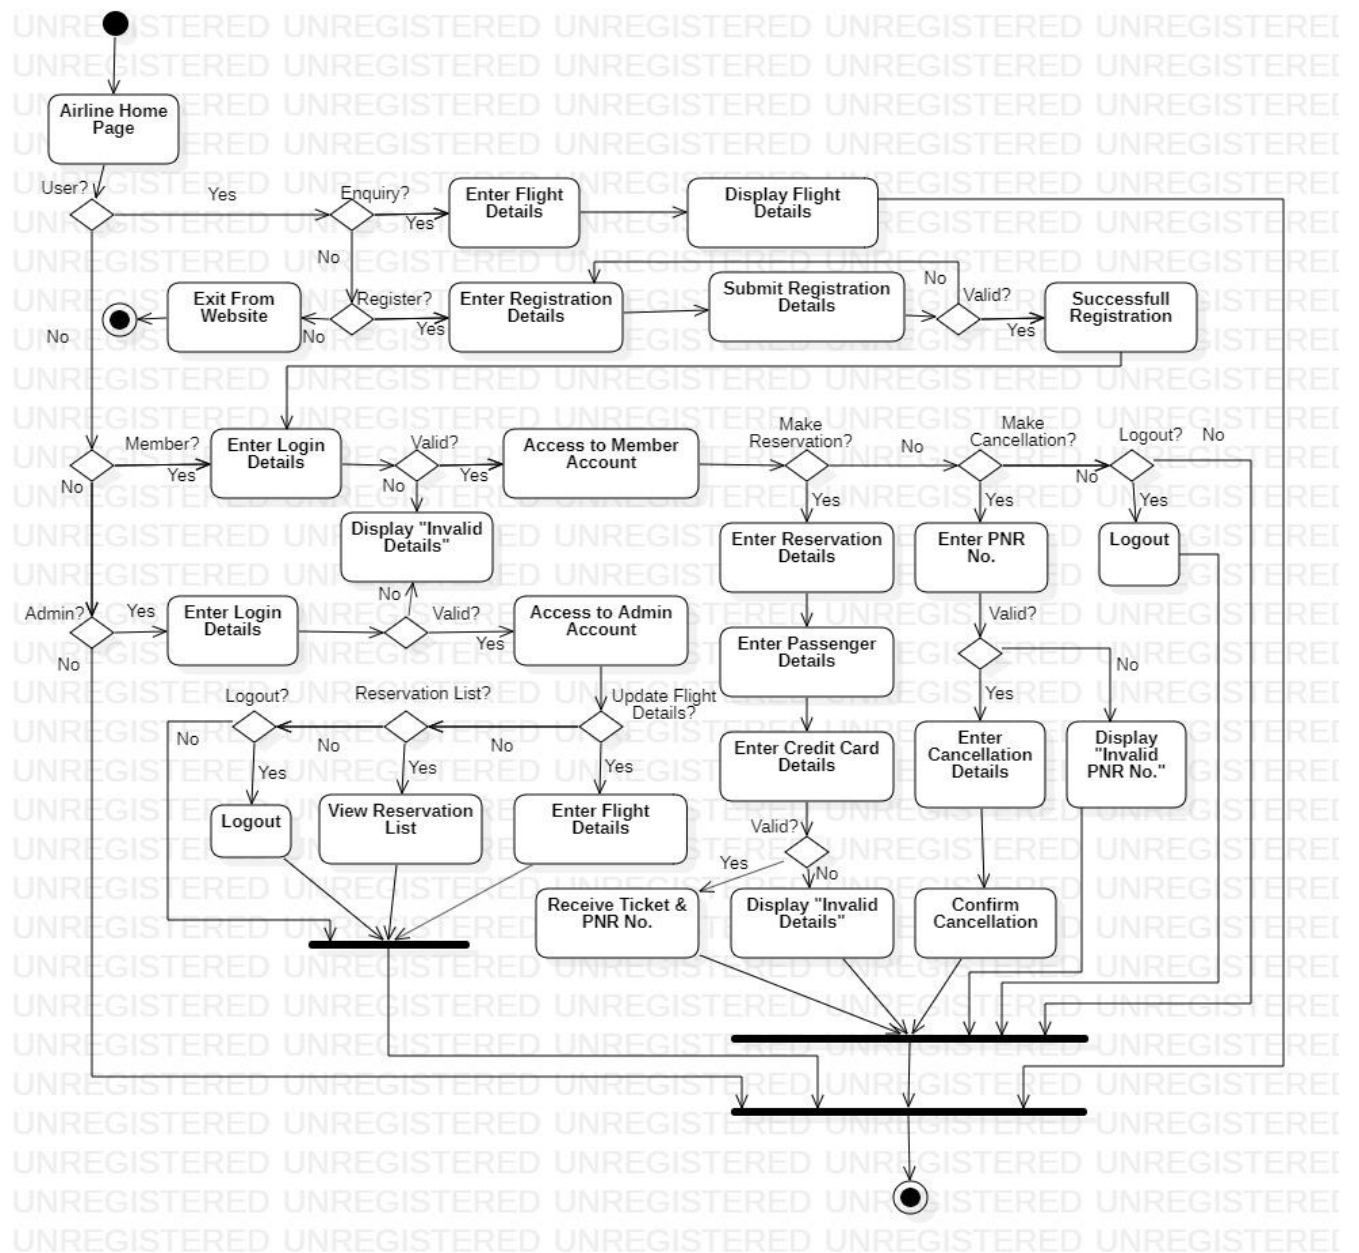 UNREGISTERED UNREGISTERED UNREGISTERED UNREGISTERED UNREGISTERED
Airline Home
Page
User?
Yes
Enquiry?
Yes
Enter Flight
Details
Display Flight
Details
No
No
Exit From
Website
No
Register?
Yes
Enter Registration
Details
Submit Registration
Details
No
Valid?
Yes
Successfull
Registration
Member?
Yes
No
Enter Login
Details
Valid?
No
Yes
Access to Member
Account
Make
Reservation?
No
Yes
Make
Cancellation?
No
Yes
Logout?
No
Yes
Display "Invalid
Details"
Enter Reservation
Details
Enter PNR
No.
Logout
Admin?
Yes
No
Enter Login
Details
No
Valid?
Yes
Access to Admin
Account
Enter Passenger
Details
Valid?
No
Yes
Logout?
No
Yes
Reservation List?
No
Yes
Update Flight
Details?
No
Yes
Enter Credit Card
Details
Enter
Cancellation
Details
Display
"Invalid
PNR No."
Logout
View Reservation
List
Enter Flight
Details
Valid?
Yes
No
Receive Ticket &
PNR No.
Display "Invalid
Details"
Confirm
Cancellation